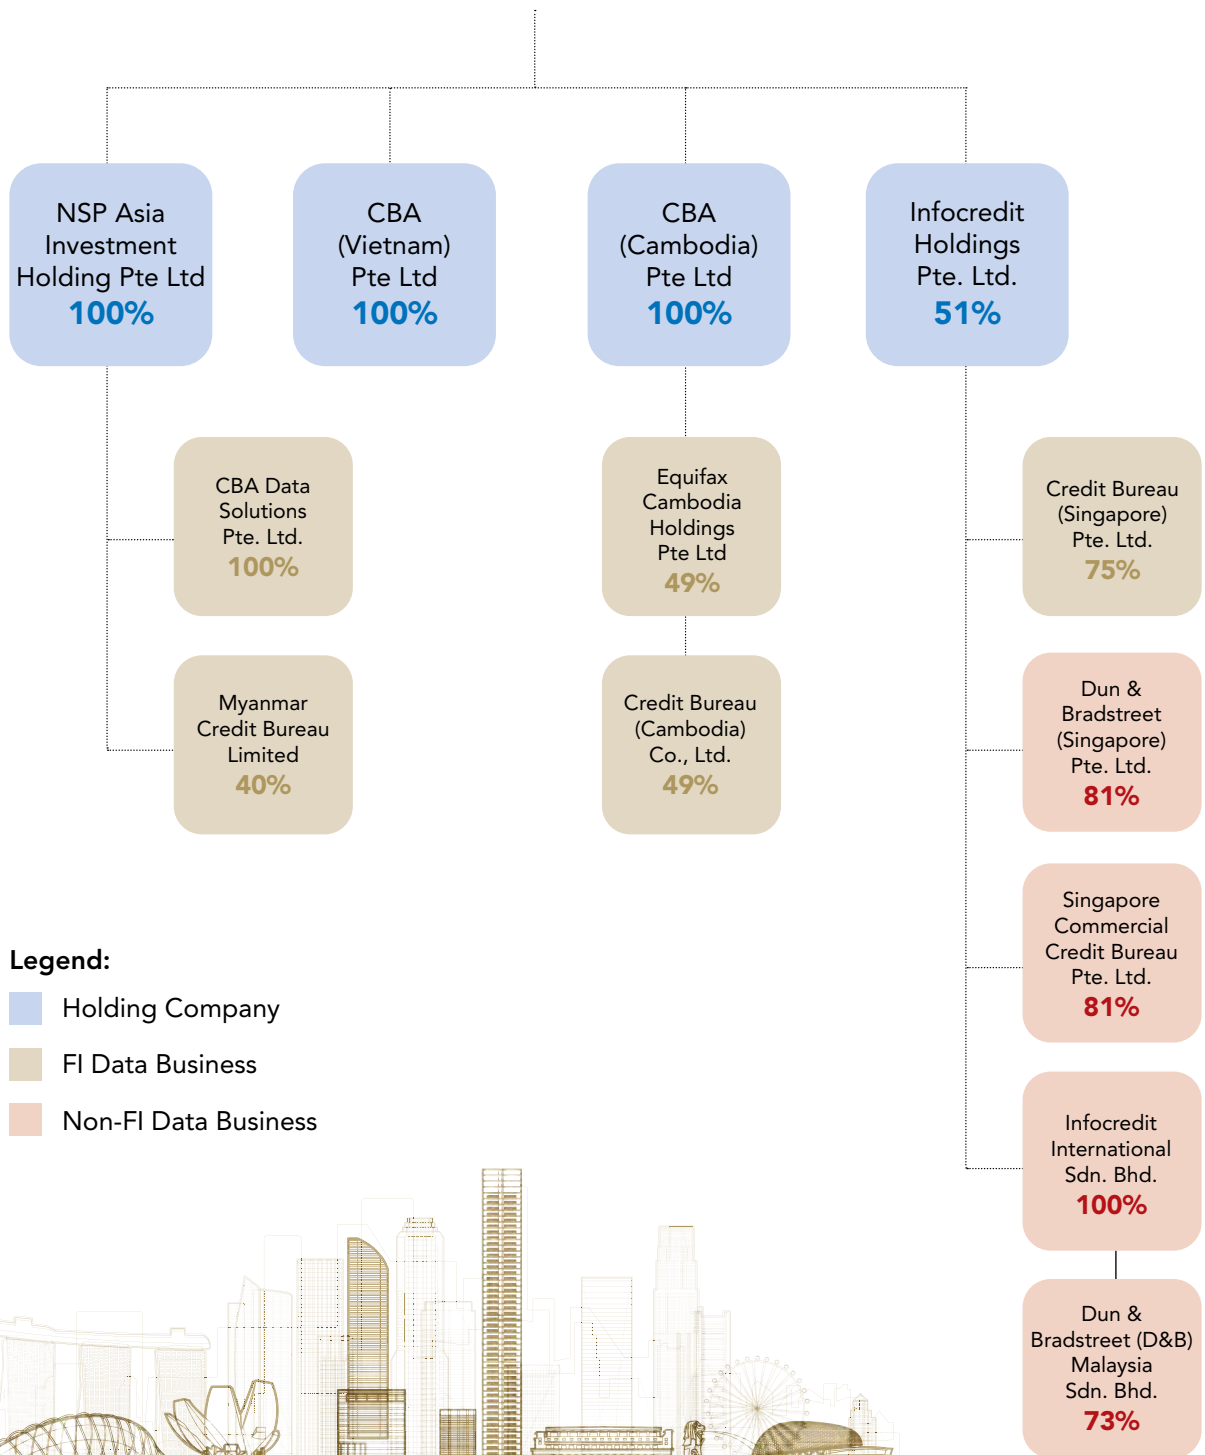 NSP Asia
Investment
Holding Pte Ltd
100%
CBA
(Vietnam)
Pte Ltd
100%
CBA
(Cambodia)
Pte Ltd
100%
Infocredit
Holdings
Pte. Ltd.
51%
CBA Data
Solutions
Pte. Ltd.
100%
Equifax
Cambodia
Holdings
Pte Ltd
49%
Credit Bureau
(Singapore)
Pte. Ltd.
75%
Myanmar
Credit Bureau
Limited
40%
Credit Bureau
(Cambodia)
Co., Ltd.
49%
Dun &
Bradstreet
(Singapore)
Pte. Ltd.
81%
Singapore
Commercial
Credit Bureau
Pte. Ltd.
81%
Legend:
Holding Company
FI Data Business
Non-FI Data Business
Infocredit
International
Sdn. Bhd.
100%
Dun &
Bradstreet (D&B)
Malaysia
Sdn. Bhd.
73%